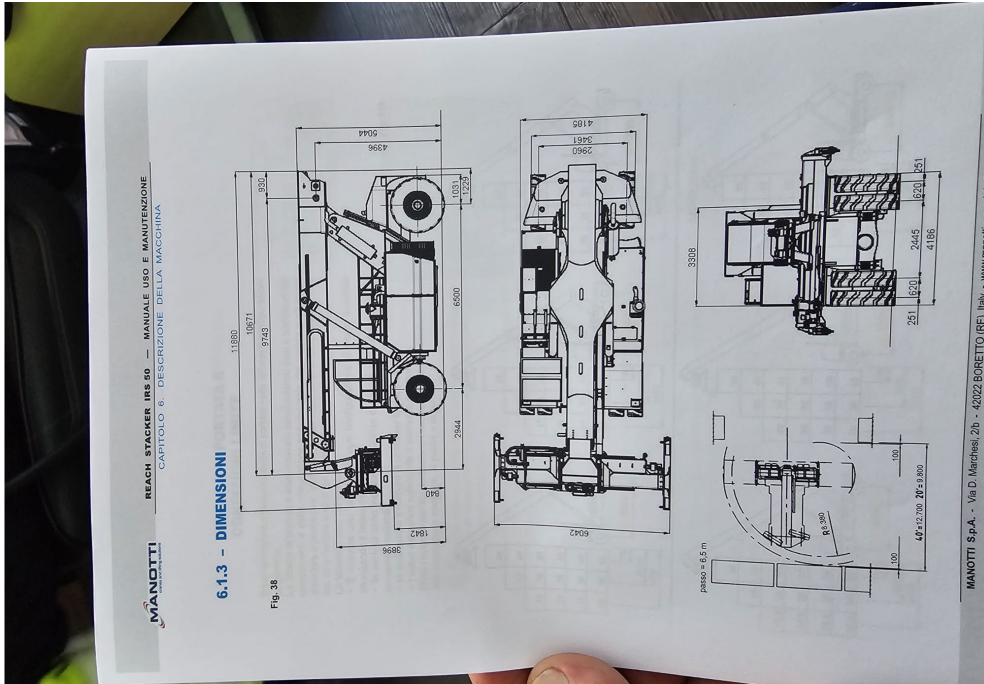 MANOTTI
REACH STACKER IRS 50 — MANUALE USO E MANUTENZIONE
CAPITOLO 6. DESCRIZIONE DELLA MACCHINA
6.1.3 – DIMENSIONI
Fig. 38
11860
10671
9743
930
5044
4396
1031
1229
6500
2944
840
1842
3896
4185
3461
2960
6042
passo = 6,5 m
R8.380
100
100
40'=12.700 20'= 9.800
3308
251
620
2445
620
251
4186
MANOTTI S.p.A. - Via D. Marchesi, 2/b - 42022 BORETTO (RE) Italy